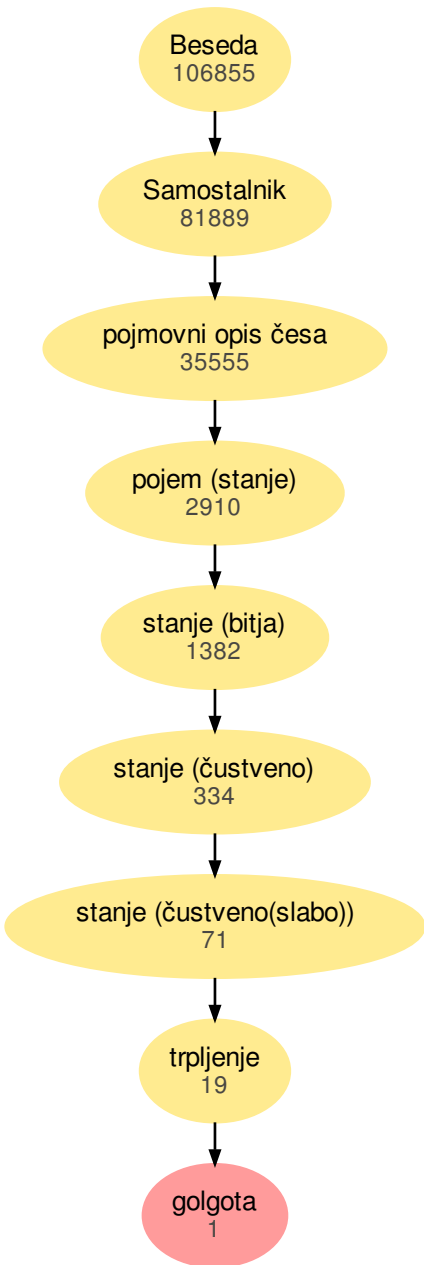 Beseda
106855
Samostalnik
81889
pojmovni opis česa
35555
pojem (stanje)
2910
stanje (bitja)
1382
stanje (čustveno)
334
stanje (čustveno(slabo))
71
trpljenje
19
golgota
1